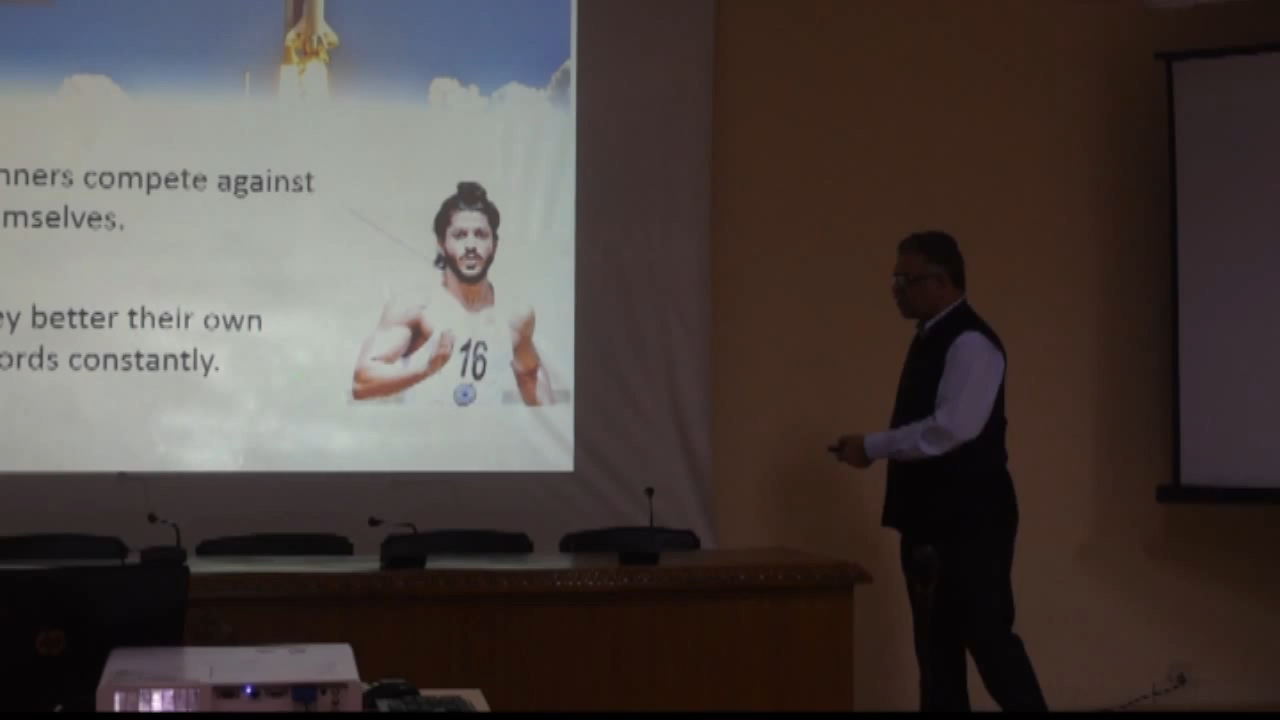 nners compete against
mselves.
ey better their own
ords constantly.
16